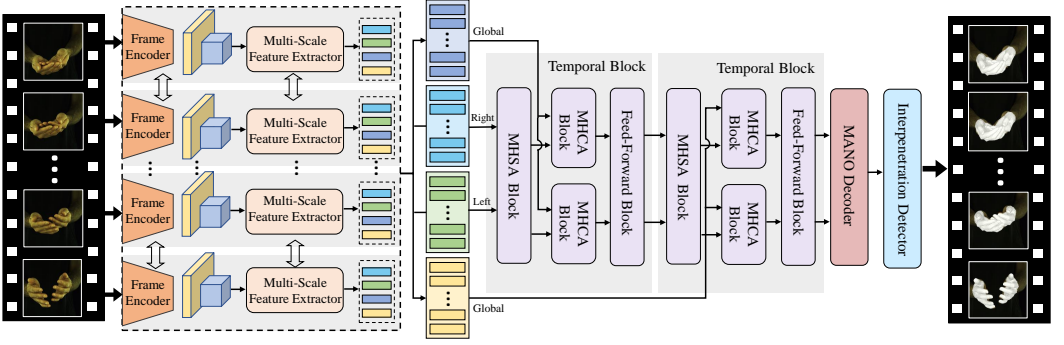 Frame
Encoder
Multi-Scale
Feature Extractor
Frame
Encoder
Multi-Scale
Feature Extractor
Frame
Encoder
Multi-Scale
Feature Extractor
Frame
Encoder
Multi-Scale
Feature Extractor
Global
Right
Left
Global
Temporal Block
MHSA Block
MHCA
Block
MHCA
Block
Feed-Forward Block
Temporal Block
MHSA Block
MHCA
Block
MHCA
Block
Feed-Forward Block
MANO Decoder
Interpenetration Detector